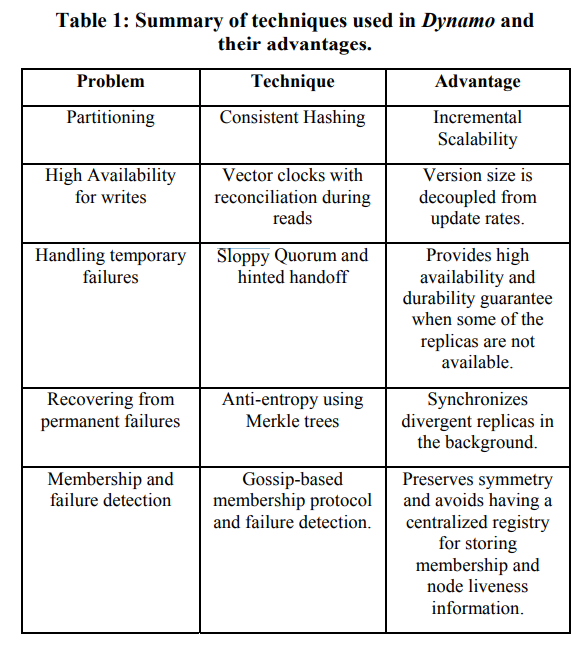 Table 1: Summary of techniques used in Dynamo and
their advantages.
Problem
Technique
Advantage
Partitioning
Consistent Hashing
Incremental
Scalability
High Availability
for writes
Vector clocks with
reconciliation during
reads
Version size is
decoupled from
update rates.
Handling temporary
failures
Sloppy Quorum and
hinted handoff
Provides high
availability and
durability guarantee
when some of the
replicas are not
available.
Recovering from
permanent failures
Anti-entropy using
Merkle trees
Synchronizes
divergent replicas in
the background.
Membership and
failure detection
Gossip-based
membership protocol
and failure detection.
Preserves symmetry
and avoids having a
centralized registry
for storing
membership and
node liveness
information.